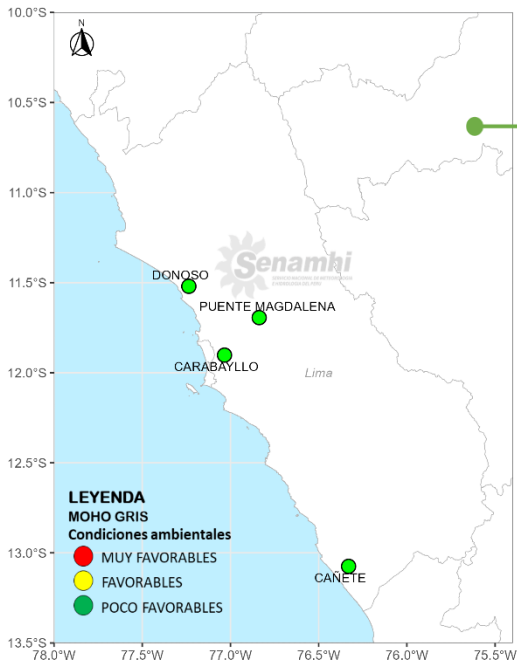 10.0°S
N
10.5°S
11.0°S
11.5°S
DONOSO
Senamhi
PUENTE MAGDALENA
CARABAYLLO
12.0°S
Lima
12.5°S
LEYENDA
MOHO GRIS
Condiciones ambientales
13.0°S
MUY FAVORABLES
FAVORABLES
CAÑETE
POCO FAVORABLES
13.5°S
78.0°W 77.5°W 77.0°W 76.5°W 76.0°W 75.5°W